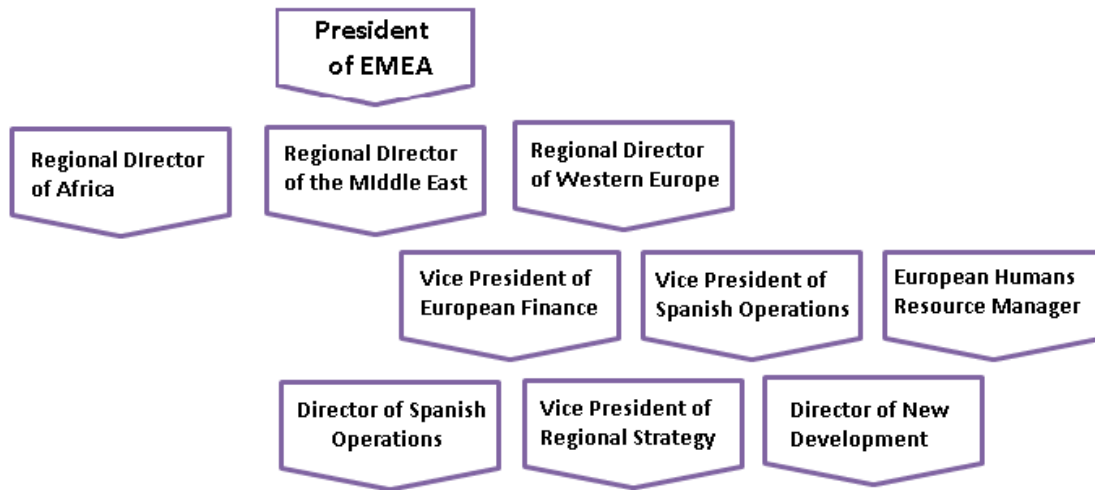 President
of EMEA
Regional DIrector
of Africa
Regional DIrector
of the MIddle East
Regional Director
of Western Europe
Vice President of
European Finance
Vice President of
Spanish Operations
European Humans
Resource Manager
Director of Spanish
Operations
Vice President of
Regional Strategy
Director of New
Development